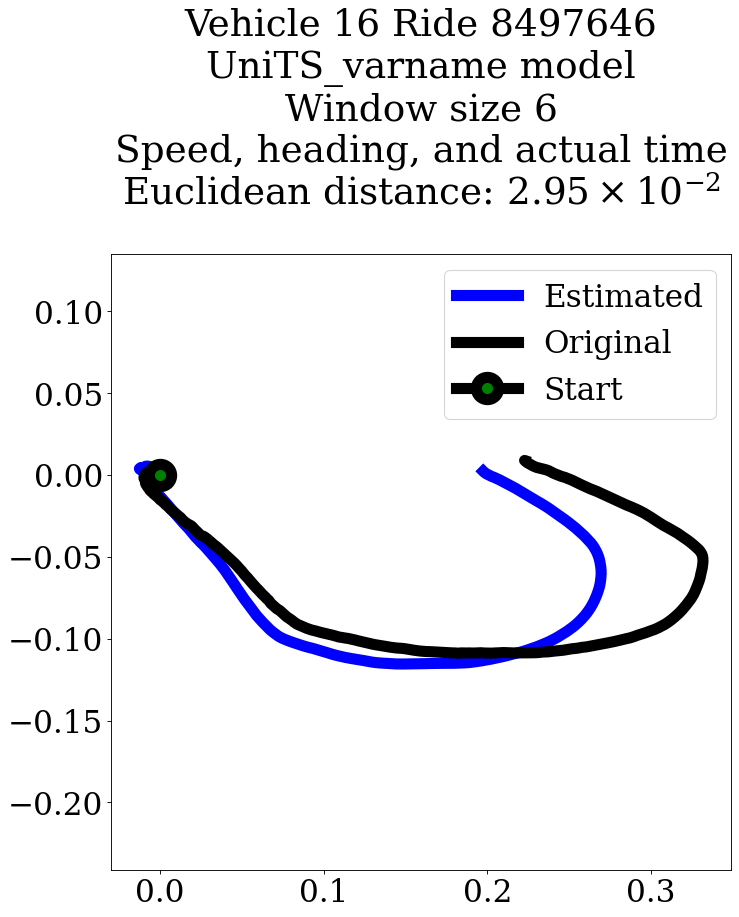 Vehicle 16 Ride 8497646
UniTS_varname model
Window size 6
Speed, heading, and actual time
Euclidean distance: 2.95 × 10⁻²
Estimated
Original
Start
0.10
0.05
0.00
−0.05
−0.10
−0.15
−0.20
0.0 0.1 0.2 0.3